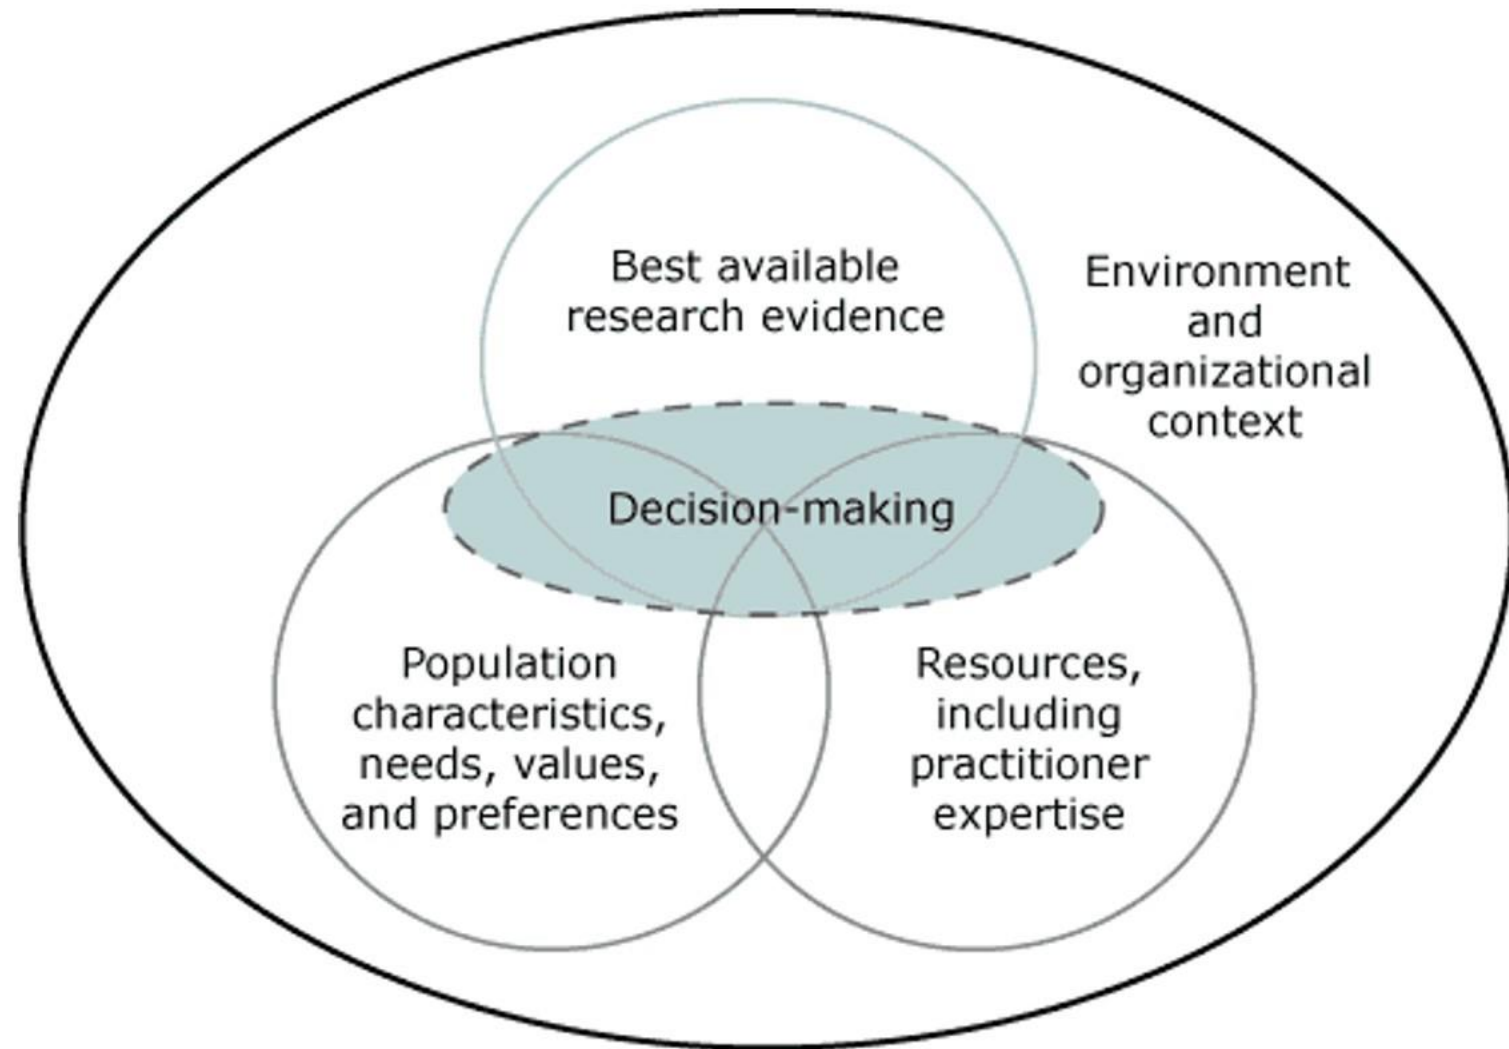 Best available
research evidence
Environment
and
organizational
context
Decision-making
Population
characteristics,
needs, values,
and preferences
Resources,
including
practitioner
expertise